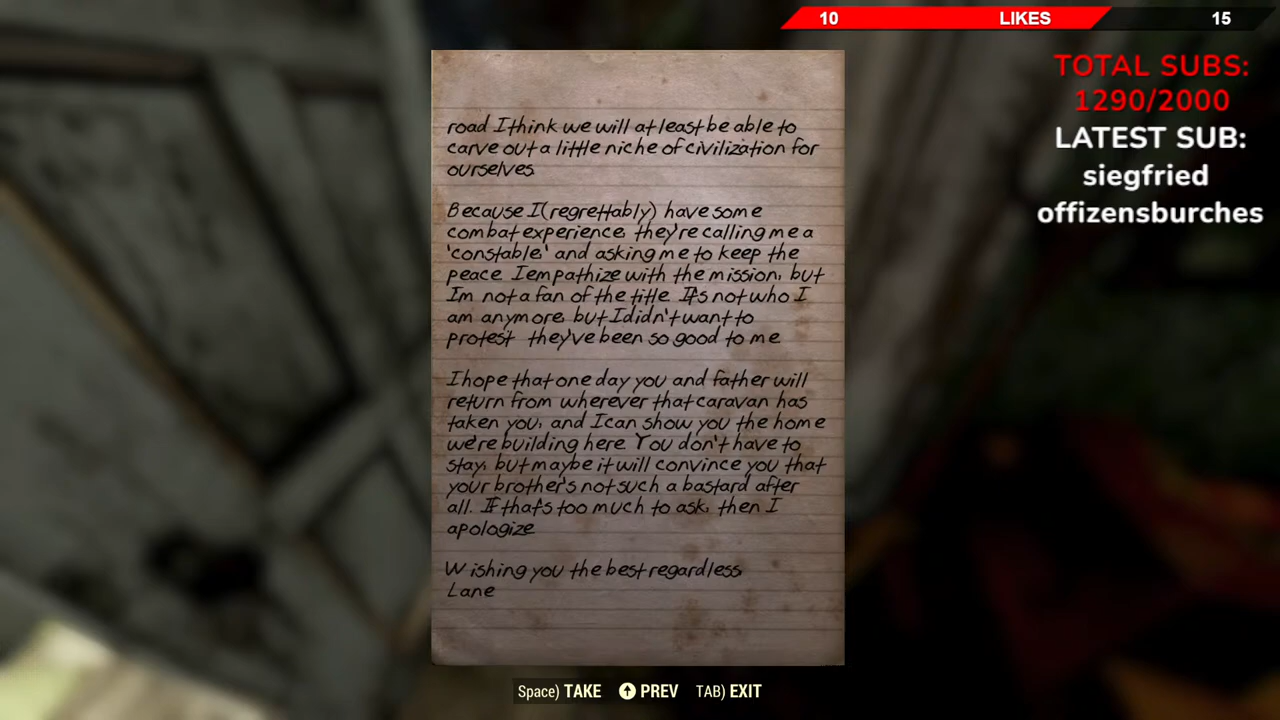 10 LIKES 15
TOTAL SUBS:
1290/2000
LATEST SUB:
siegfried
offizensburches
road I think we will at least be able to
carve out a little niche of civilization for
ourselves.
Because I (regrettably) have some
combat experience, they're calling me a
'constable,' and asking me to keep the
peace. I empathize with the mission, but
I'm not a fan of the title. It's not who I
am anymore, but I didn't want to
protest they've been so good to me
I hope that one day you and father will
return from wherever that caravan has
taken you, and I can show you the home
we're building here. You don't have to
stay, but maybe it will convince you that
your brother's not such a bastard after
all. If that's too much to ask, then I
apologize
Wishing you the best regardless,
Lane
Space) TAKE PREV TAB) EXIT